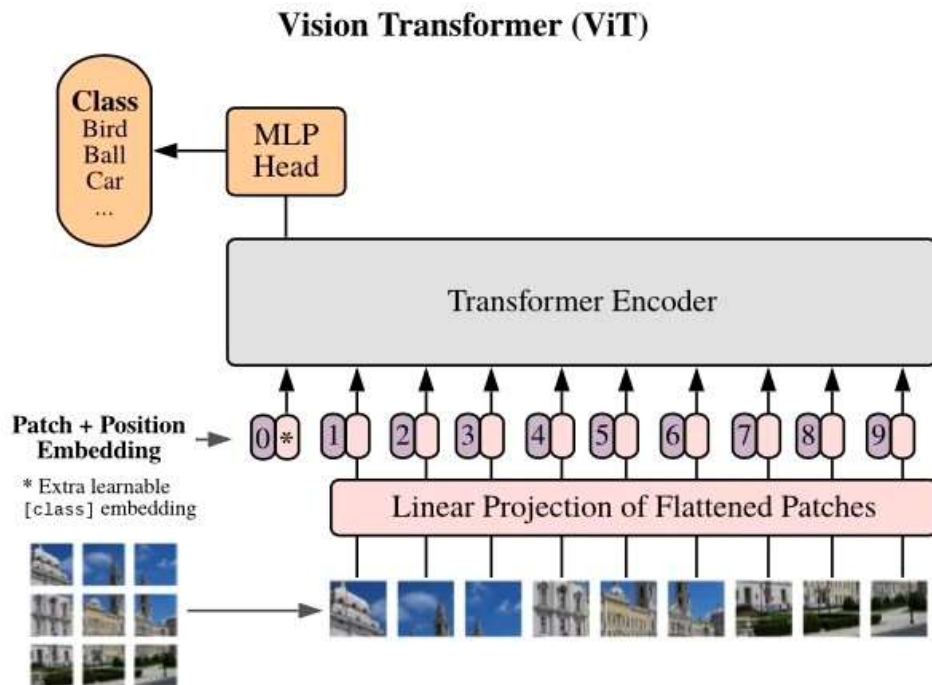 Vision Transformer (ViT)
Class
Bird
Ball
Car
...
MLP
Head
Transformer Encoder
Patch + Position
Embedding
0 * 1 2 3 4 5 6 7 8 9
* Extra learnable
[class] embedding
Linear Projection of Flattened Patches